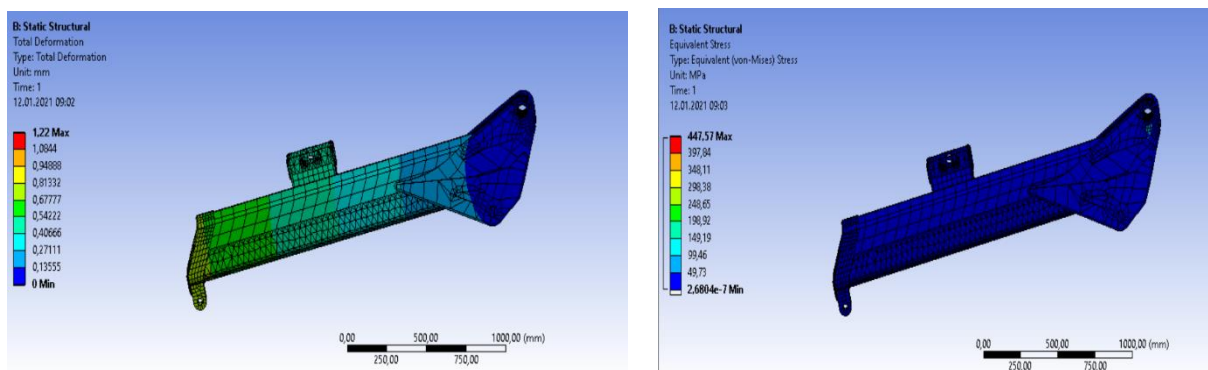 B: Static Structural
Total Deformation
Type: Total Deformation
Unit: mm
Time: 1
12.01.2021 09:02
1,22 Max
1,0844
0,94888
0,81332
0,67777
0,54222
0,40666
0,27111
0,13555
0 Min
0,00 500,00 1000,00 (mm)
250,00 750,00
B: Static Structural
Equivalent Stress
Type: Equivalent (von-Mises) Stress
Unit: MPa
Time: 1
12.01.2021 09:03
447,57 Max
397,84
348,11
298,38
248,65
198,92
149,19
99,46
49,73
2,6804e-7 Min
0,00 500,00 1000,00 (mm)
250,00 750,00